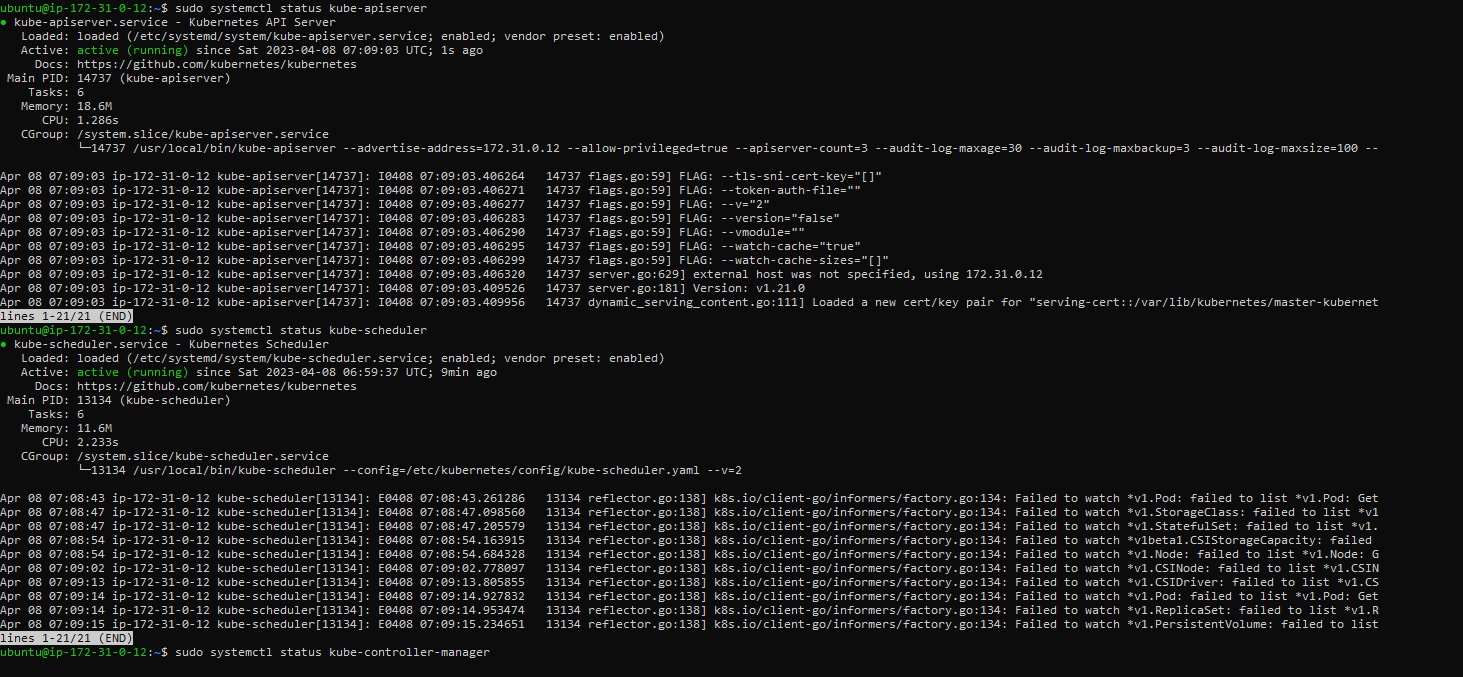 ubuntu@ip-172-31-0-12:~$ sudo systemctl status kube-apiserver
● kube-apiserver.service - Kubernetes API Server
Loaded: loaded (/etc/systemd/system/kube-apiserver.service; enabled; vendor preset: enabled)
Active: active (running) since Sat 2023-04-08 07:09:03 UTC; 1s ago
Docs: https://github.com/kubernetes/kubernetes
Main PID: 14737 (kube-apiserver)
Tasks: 6
Memory: 18.6M
CPU: 1.286s
CGroup: /system.slice/kube-apiserver.service
└─14737 /usr/local/bin/kube-apiserver --advertise-address=172.31.0.12 --allow-privileged=true --apiserver-count=3 --audit-log-maxage=30 --audit-log-maxbackup=3 --audit-log-maxsize=100 --
Apr 08 07:09:03 ip-172-31-0-12 kube-apiserver[14737]: I0408 07:09:03.406264   14737 flags.go:59] FLAG: --tls-sni-cert-key="[]"
Apr 08 07:09:03 ip-172-31-0-12 kube-apiserver[14737]: I0408 07:09:03.406271   14737 flags.go:59] FLAG: --token-auth-file=""
Apr 08 07:09:03 ip-172-31-0-12 kube-apiserver[14737]: I0408 07:09:03.406277   14737 flags.go:59] FLAG: --v="2"
Apr 08 07:09:03 ip-172-31-0-12 kube-apiserver[14737]: I0408 07:09:03.406283   14737 flags.go:59] FLAG: --version="false"
Apr 08 07:09:03 ip-172-31-0-12 kube-apiserver[14737]: I0408 07:09:03.406290   14737 flags.go:59] FLAG: --vmodule=""
Apr 08 07:09:03 ip-172-31-0-12 kube-apiserver[14737]: I0408 07:09:03.406295   14737 flags.go:59] FLAG: --watch-cache="true"
Apr 08 07:09:03 ip-172-31-0-12 kube-apiserver[14737]: I0408 07:09:03.406299   14737 flags.go:59] FLAG: --watch-cache-sizes="[]"
Apr 08 07:09:03 ip-172-31-0-12 kube-apiserver[14737]: I0408 07:09:03.406320   14737 server.go:629] external host was not specified, using 172.31.0.12
Apr 08 07:09:03 ip-172-31-0-12 kube-apiserver[14737]: I0408 07:09:03.409526   14737 server.go:181] Version: v1.21.0
Apr 08 07:09:03 ip-172-31-0-12 kube-apiserver[14737]: I0408 07:09:03.409956   14737 dynamic_serving_content.go:111] Loaded a new cert/key pair for "serving-cert::/var/lib/kubernetes/master-kubernet
lines 1-21/21 (END)
ubuntu@ip-172-31-0-12:~$ sudo systemctl status kube-scheduler
● kube-scheduler.service - Kubernetes Scheduler
Loaded: loaded (/etc/systemd/system/kube-scheduler.service; enabled; vendor preset: enabled)
Active: active (running) since Sat 2023-04-08 06:59:37 UTC; 9min ago
Docs: https://github.com/kubernetes/kubernetes
Main PID: 13134 (kube-scheduler)
Tasks: 6
Memory: 11.6M
CPU: 2.233s
CGroup: /system.slice/kube-scheduler.service
└─13134 /usr/local/bin/kube-scheduler --config=/etc/kubernetes/config/kube-scheduler.yaml --v=2
Apr 08 07:08:43 ip-172-31-0-12 kube-scheduler[13134]: E0408 07:08:43.261286   13134 reflector.go:138] k8s.io/client-go/informers/factory.go:134: Failed to watch *v1.Pod: failed to list *v1.Pod: Get
Apr 08 07:08:47 ip-172-31-0-12 kube-scheduler[13134]: E0408 07:08:47.098560   13134 reflector.go:138] k8s.io/client-go/informers/factory.go:134: Failed to watch *v1.StorageClass: failed to list *v1
Apr 08 07:08:47 ip-172-31-0-12 kube-scheduler[13134]: E0408 07:08:47.205579   13134 reflector.go:138] k8s.io/client-go/informers/factory.go:134: Failed to watch *v1.StatefulSet: failed to list *v1.
Apr 08 07:08:54 ip-172-31-0-12 kube-scheduler[13134]: E0408 07:08:54.163915   13134 reflector.go:138] k8s.io/client-go/informers/factory.go:134: Failed to watch *v1beta1.CSIStorageCapacity: failed
Apr 08 07:08:54 ip-172-31-0-12 kube-scheduler[13134]: E0408 07:08:54.684328   13134 reflector.go:138] k8s.io/client-go/informers/factory.go:134: Failed to watch *v1.Node: failed to list *v1.Node: G
Apr 08 07:09:02 ip-172-31-0-12 kube-scheduler[13134]: E0408 07:09:02.778097   13134 reflector.go:138] k8s.io/client-go/informers/factory.go:134: Failed to watch *v1.CSINode: failed to list *v1.CSIN
Apr 08 07:09:13 ip-172-31-0-12 kube-scheduler[13134]: E0408 07:09:13.805855   13134 reflector.go:138] k8s.io/client-go/informers/factory.go:134: Failed to watch *v1.CSIDriver: failed to list *v1.CS
Apr 08 07:09:14 ip-172-31-0-12 kube-scheduler[13134]: E0408 07:09:14.927832   13134 reflector.go:138] k8s.io/client-go/informers/factory.go:134: Failed to watch *v1.Pod: failed to list *v1.Pod: Get
Apr 08 07:09:14 ip-172-31-0-12 kube-scheduler[13134]: E0408 07:09:14.953474   13134 reflector.go:138] k8s.io/client-go/informers/factory.go:134: Failed to watch *v1.ReplicaSet: failed to list *v1.R
Apr 08 07:09:15 ip-172-31-0-12 kube-scheduler[13134]: E0408 07:09:15.234651   13134 reflector.go:138] k8s.io/client-go/informers/factory.go:134: Failed to watch *v1.PersistentVolume: failed to list
lines 1-21/21 (END)
ubuntu@ip-172-31-0-12:~$ sudo systemctl status kube-controller-manager